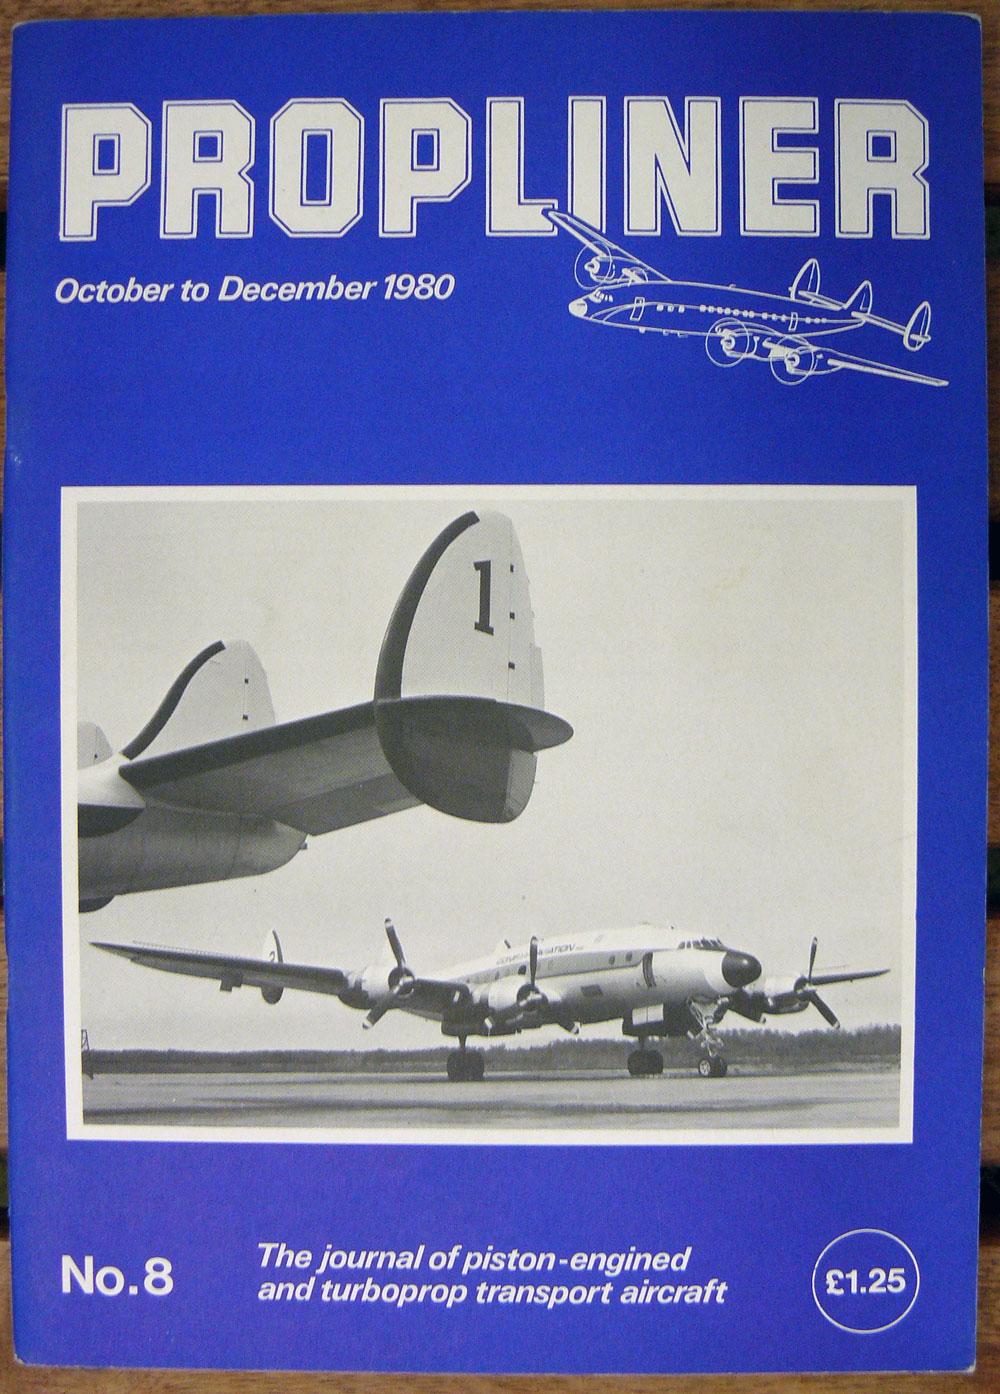 PROPLINER
October to December 1980
1
2
No.8
The journal of piston-engined
and turboprop transport aircraft
£1.25